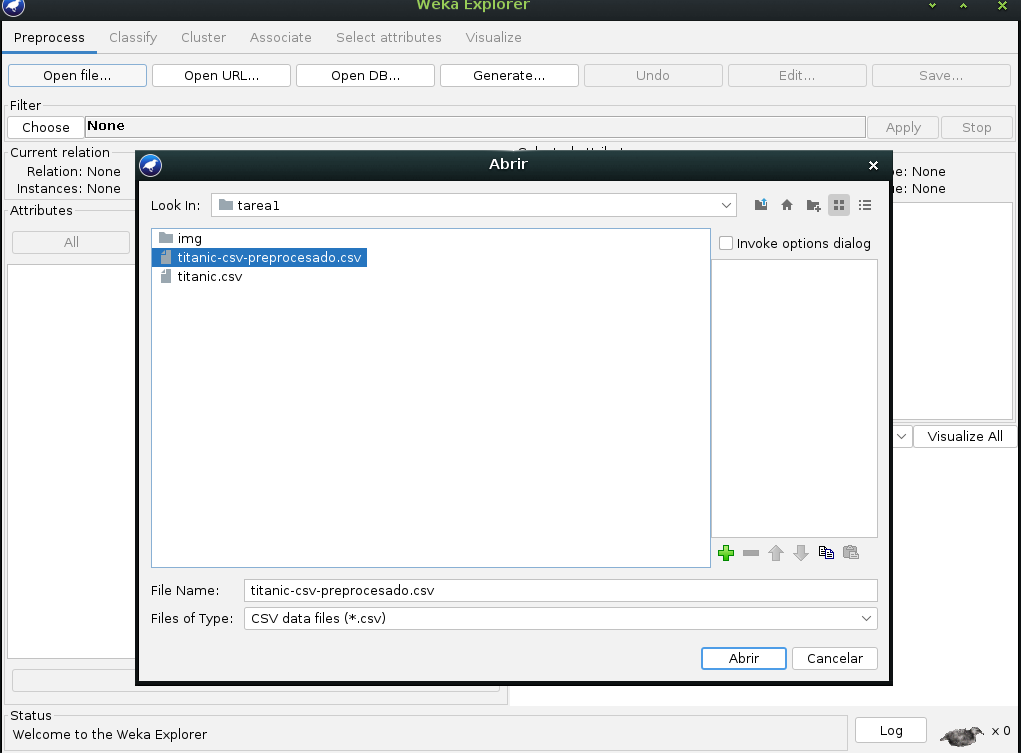 Weka Explorer
Preprocess Classify Cluster Associate Select attributes Visualize
Open file... Open URL... Open DB... Generate... Undo Edit... Save...
Filter
Choose None Apply Stop
Current relation
Relation: None
Instances: None
None
None
Attributes
All
Visualize All
Abrir
Look In: tarea1
img
titanic-csv-preprocesado.csv
titanic.csv
Invoke options dialog
File Name: titanic-csv-preprocesado.csv
Files of Type: CSV data files (*.csv)
Abrir Cancelar
Status
Welcome to the Weka Explorer
Log x 0